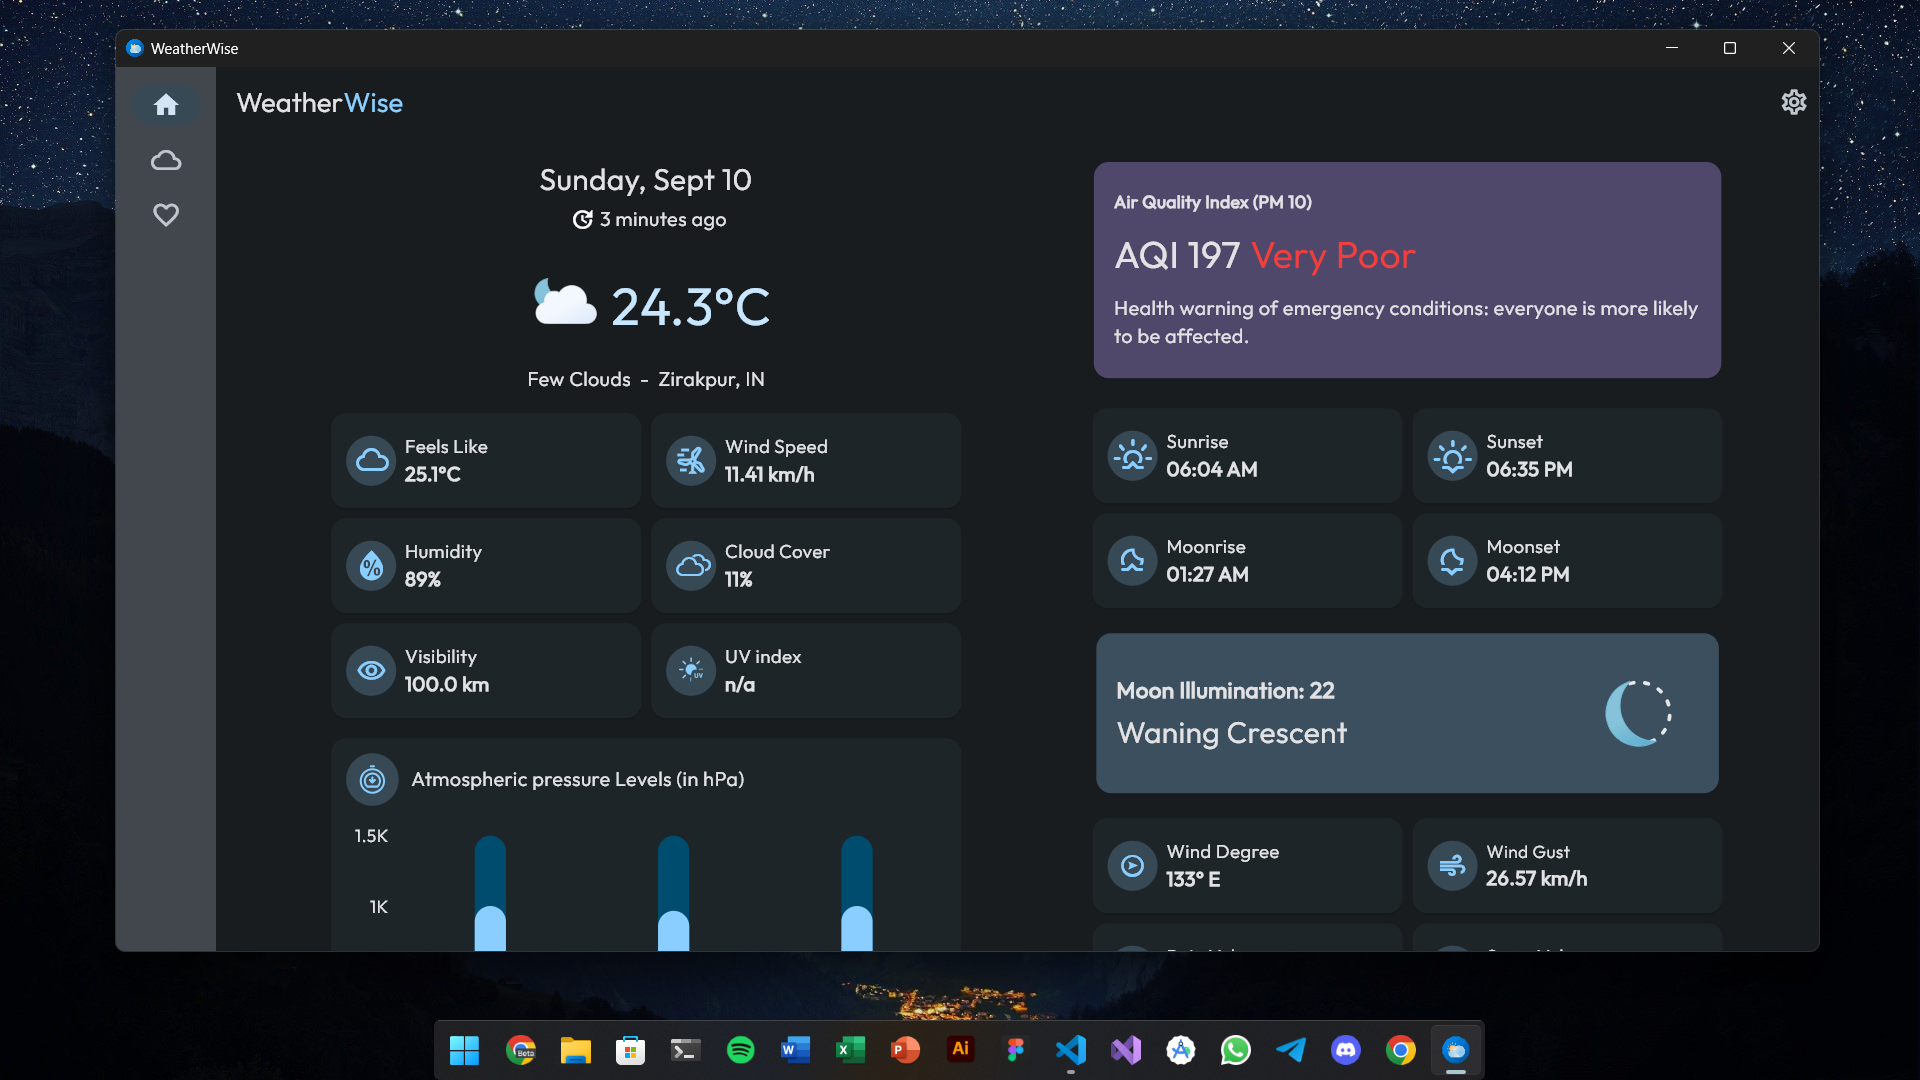 WeatherWise
WeatherWise
Sunday, Sept 10
3 minutes ago
24.3°C
Few Clouds - Zirakpur, IN
Feels Like
25.1°C
Wind Speed
11.41 km/h
Humidity
89%
Cloud Cover
11%
Visibility
100.0 km
UV index
n/a
Atmospheric pressure Levels (in hPa)
1.5K
1K
Air Quality Index (PM 10)
AQI 197 Very Poor
Health warning of emergency conditions: everyone is more likely
to be affected.
Sunrise
06:04 AM
Sunset
06:35 PM
Moonrise
01:27 AM
Moonset
04:12 PM
Moon Illumination: 22
Waning Crescent
Wind Degree
133° E
Wind Gust
26.57 km/h
Beta
W
X
P
Ai